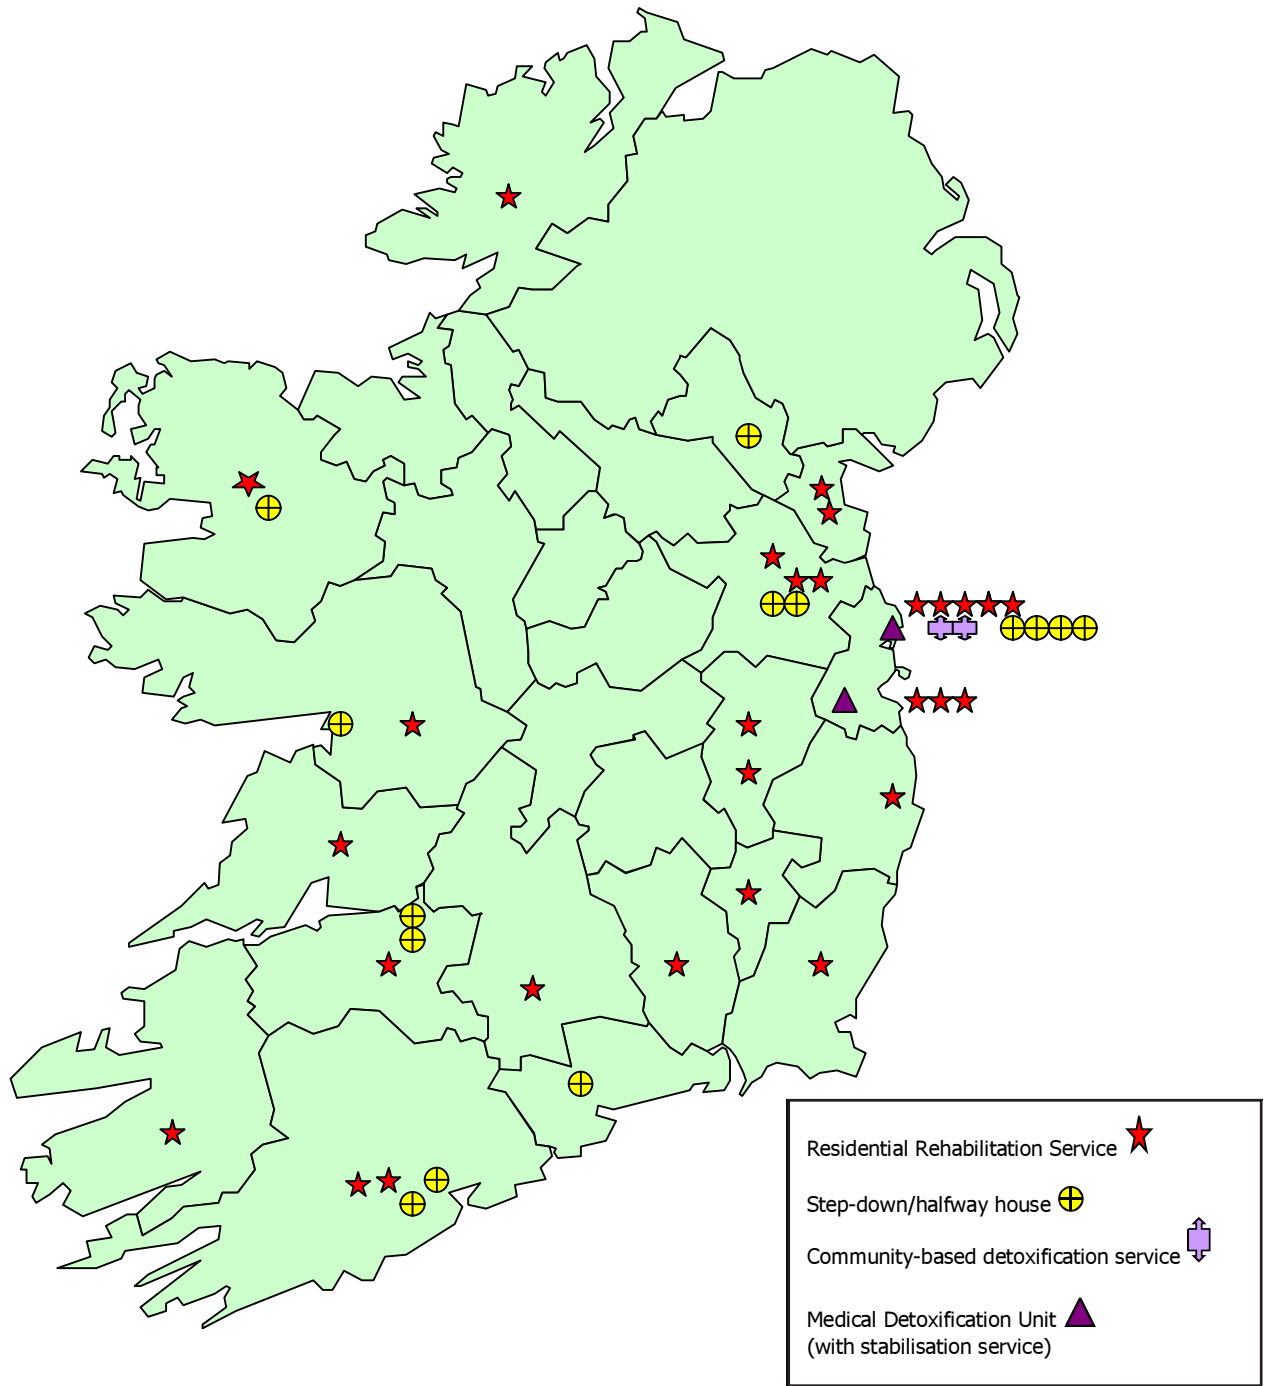 Residential Rehabilitation Service
Step-down/halfway house
Community-based detoxification service
Medical Detoxification Unit
(with stabilisation service)